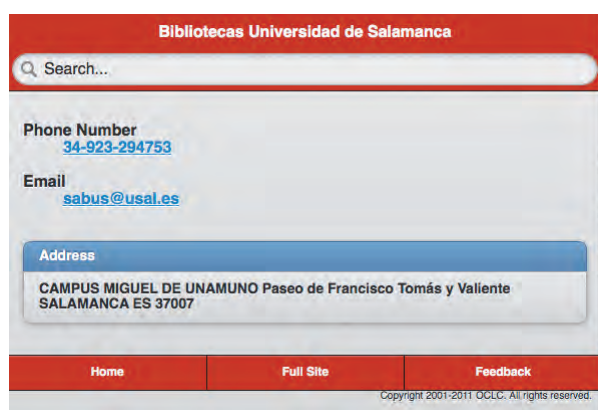 Bibliotecas Universidad de Salamanca
Search...
Phone Number
34-923-294753
Email
sabus@usal.es
Address
CAMPUS MIGUEL DE UNAMUNO Paseo de Francisco Tomás y Valiente
SALAMANCA ES 37007
Home Full Site Feedback
Copyright 2001-2011 OCLC. All rights reserved.